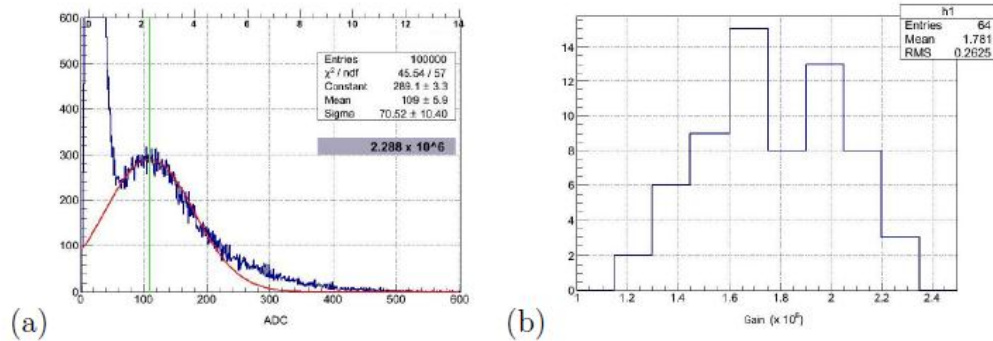 0 2 4 6 8 10 12 14
600
500
400
300
200
100
0
Entries 100000
χ² / ndf 45.54 / 57
Constant 289.1 ± 3.3
Mean 109 ± 5.9
Sigma 70.52 ± 10.40
2.288 x 10^6
0 100 200 300 400 500 600
ADC
(a)
h1
Entries 64
Mean 1.781
RMS 0.2625
14
12
10
8
6
4
2
0
1 1.2 1.4 1.6 1.8 2 2.2 2.4
Gain (x 10⁶)
(b)